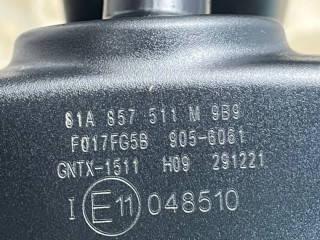 81A 857 511 M 9B9
F017FG5B 905-6061
GNTX-1511 H09 291221
I E11 048510